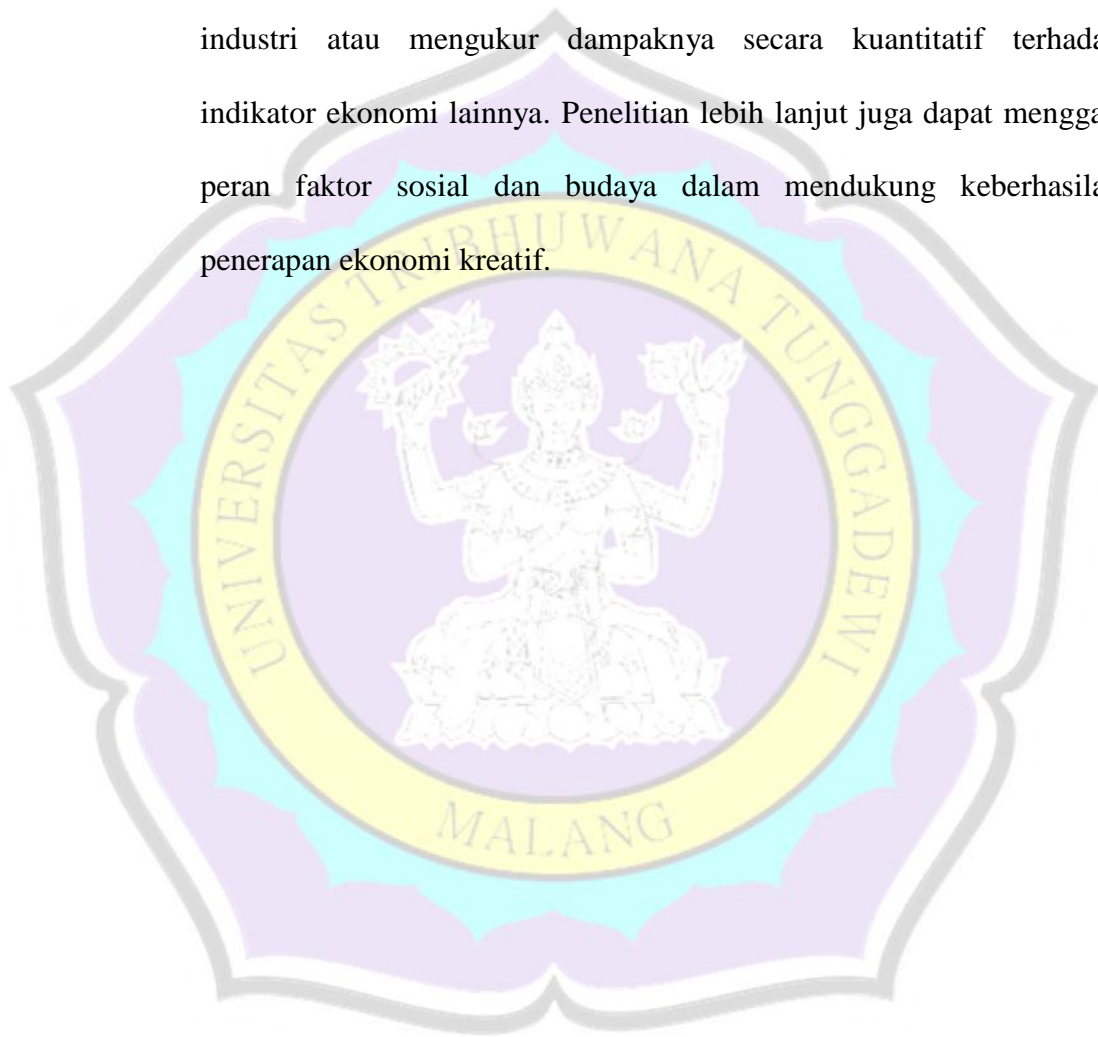 industri atau mengukur dampaknya secara kuantitatif terhada
indikator ekonomi lainnya. Penelitian lebih lanjut juga dapat mengga
peran faktor sosial dan budaya dalam mendukung keberhasila
penerapan ekonomi kreatif.
UNIVERSITAS TRIBHUWANA TUNGGADEWI
MALANG